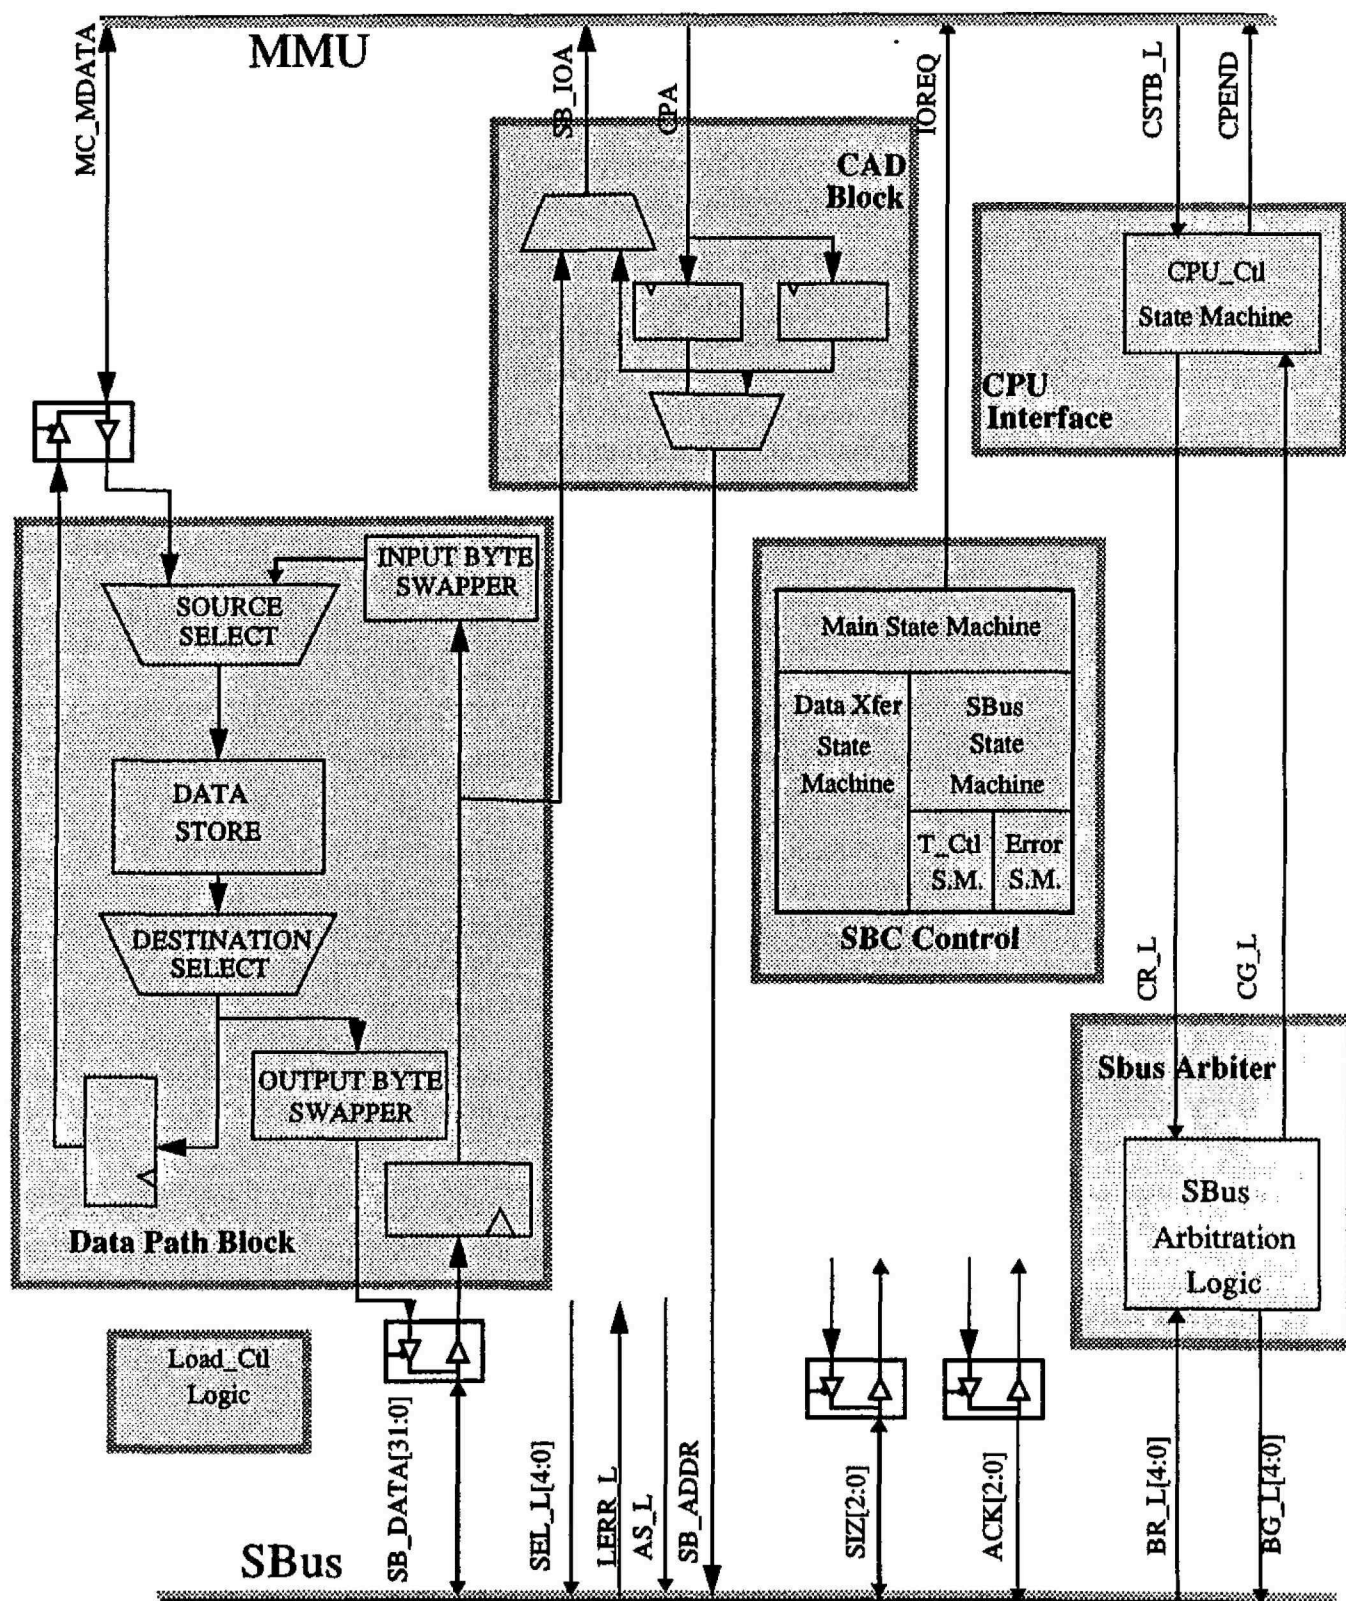 MMU
MC_MDATA
SB_IOA
CPA
IOREQ
CSTB_L
CPEND
CAD
Block
CPU_Ctl
State Machine
CPU
Interface
INPUT BYTE
SWAPPER
SOURCE
SELECT
DATA
STORE
DESTINATION
SELECT
OUTPUT BYTE
SWAPPER
Data Path Block
Main State Machine
Data Xfer
State
Machine
SBus
State
Machine
T_Ctl
S.M.
Error
S.M.
SBC Control
CR_L
CG_L
Sbus Arbiter
SBus
Arbitration
Logic
Load_Ctl
Logic
SB_DATA[31:0]
SEL_L[4:0]
LERR_L
AS_L
SB_ADDR
SIZ[2:0]
ACK[2:0]
BR_L[4:0]
BG_L[4:0]
SBus